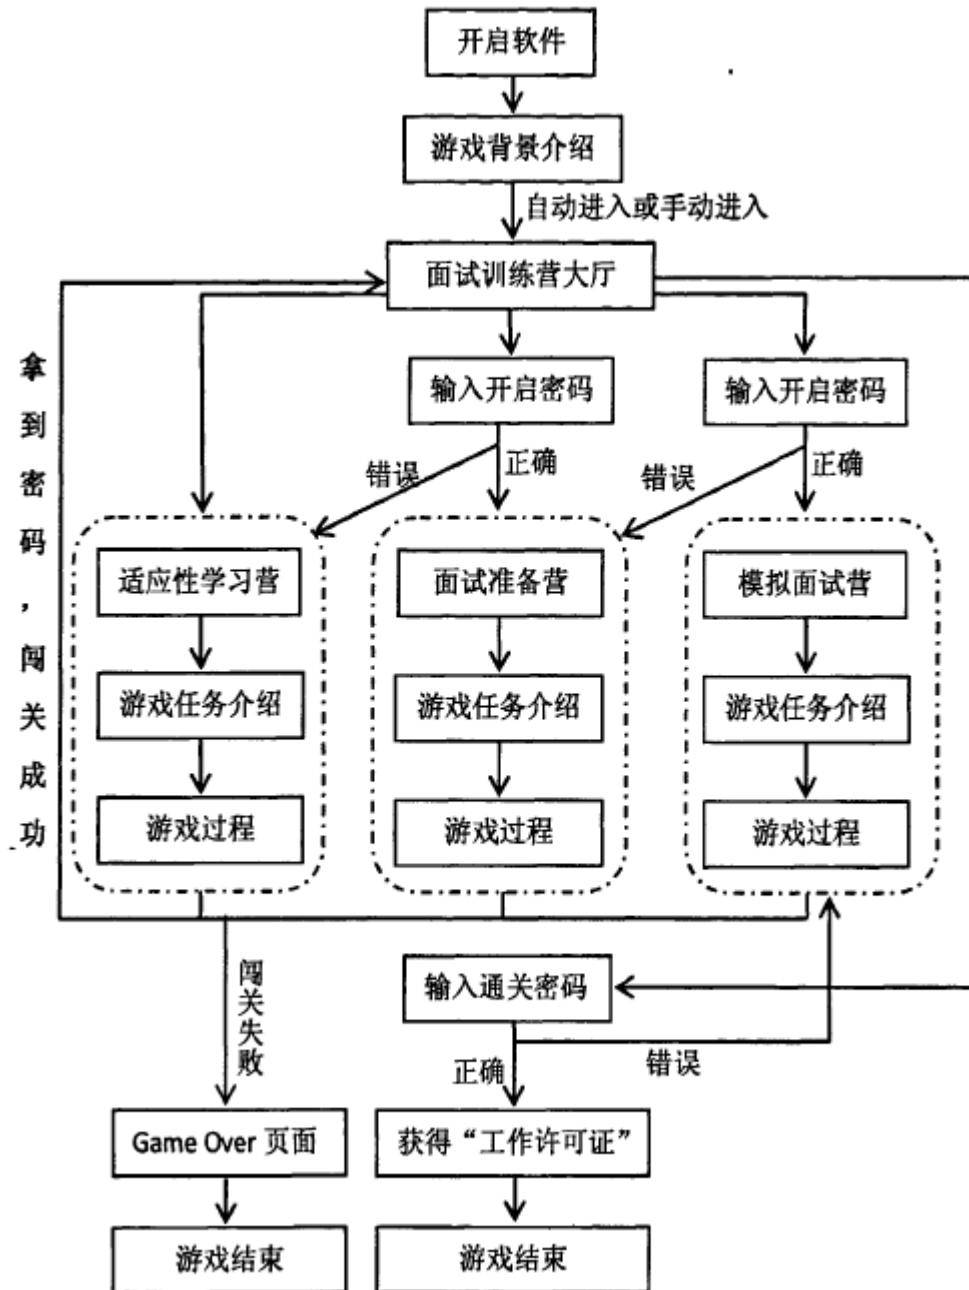 开启软件
游戏背景介绍
自动进入或手动进入
面试训练营大厅
拿到密码，闯关成功
输入开启密码
输入开启密码
错误
正确
错误
正确
适应性学习营
面试准备营
模拟面试营
游戏任务介绍
游戏任务介绍
游戏任务介绍
游戏过程
游戏过程
游戏过程
闯关失败
输入通关密码
正确
错误
Game Over 页面
获得“工作许可证”
游戏结束
游戏结束